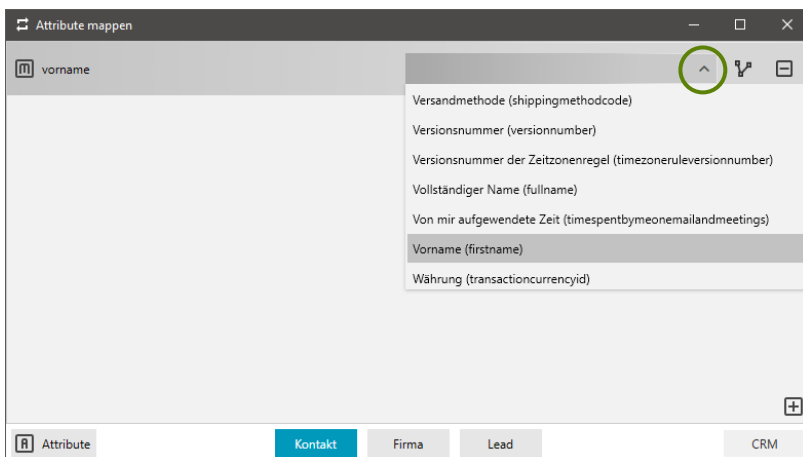 Attribute mappen
vorname
Versandmethode (shippingmethodcode)
Versionsnummer (versionnumber)
Versionsnummer der Zeitzonenregel (timezoneruleversionnumber)
Vollständiger Name (fullname)
Von mir aufgewendete Zeit (timespentbymeonemailandmeetings)
Vorname (firstname)
Währung (transactioncurrencyid)
Attribute Kontakt Firma Lead CRM